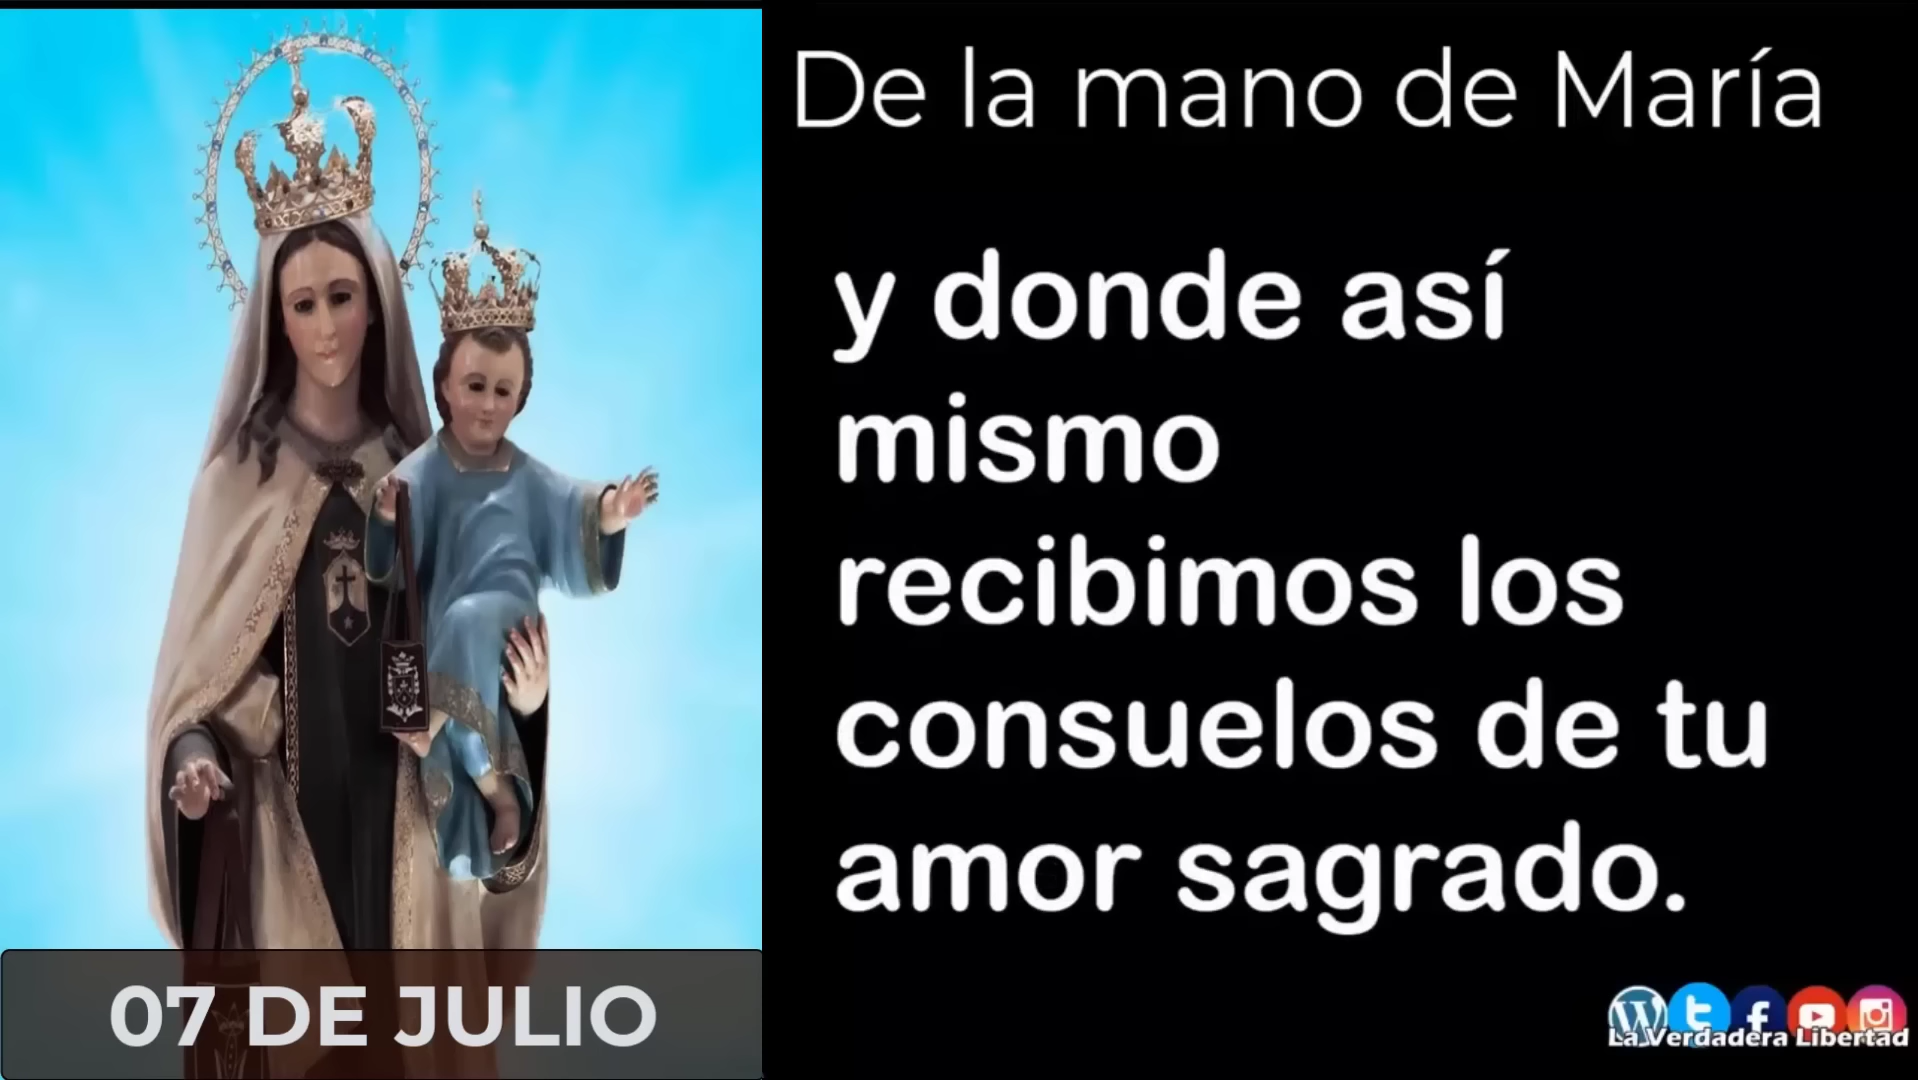 De la mano de María
y donde así
mismo
recibimos los
consuelos de tu
amor sagrado.
07 DE JULIO
La Verdadera Libertad